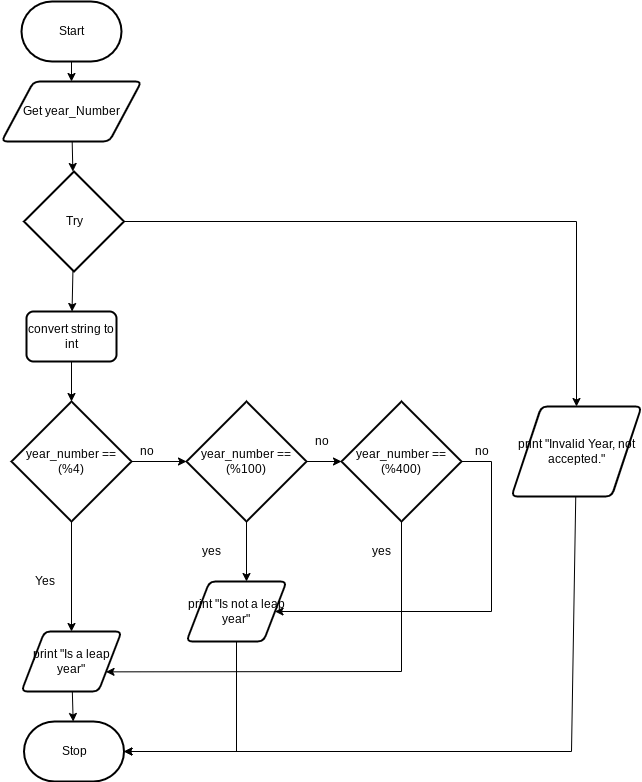 Start
Get year_Number
Try
convert string to
int
year_number ==
(%4)
no
year_number ==
(%100)
no
year_number ==
(%400)
no
print "Invalid Year, not
accepted."
Yes
yes
yes
print "Is not a leap
year"
print "Is a leap
year"
Stop